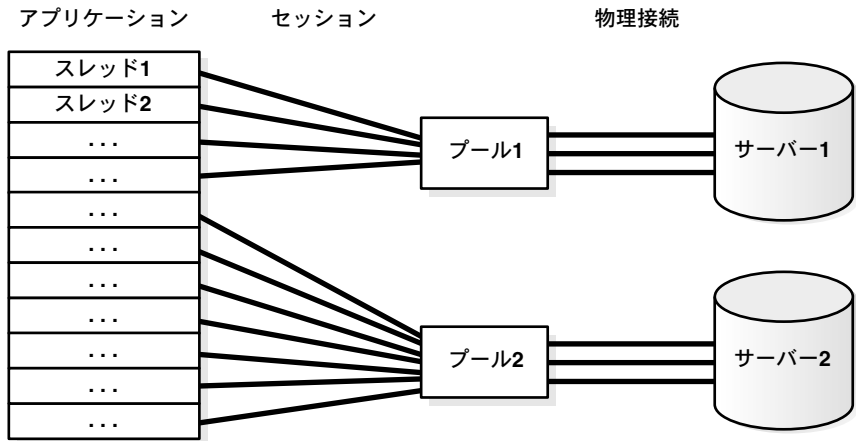 アプリケーション セッション 物理接続
スレッド1
スレッド2
...
...
...
...
...
...
...
...
...
プール1
サーバー1
プール2
サーバー2